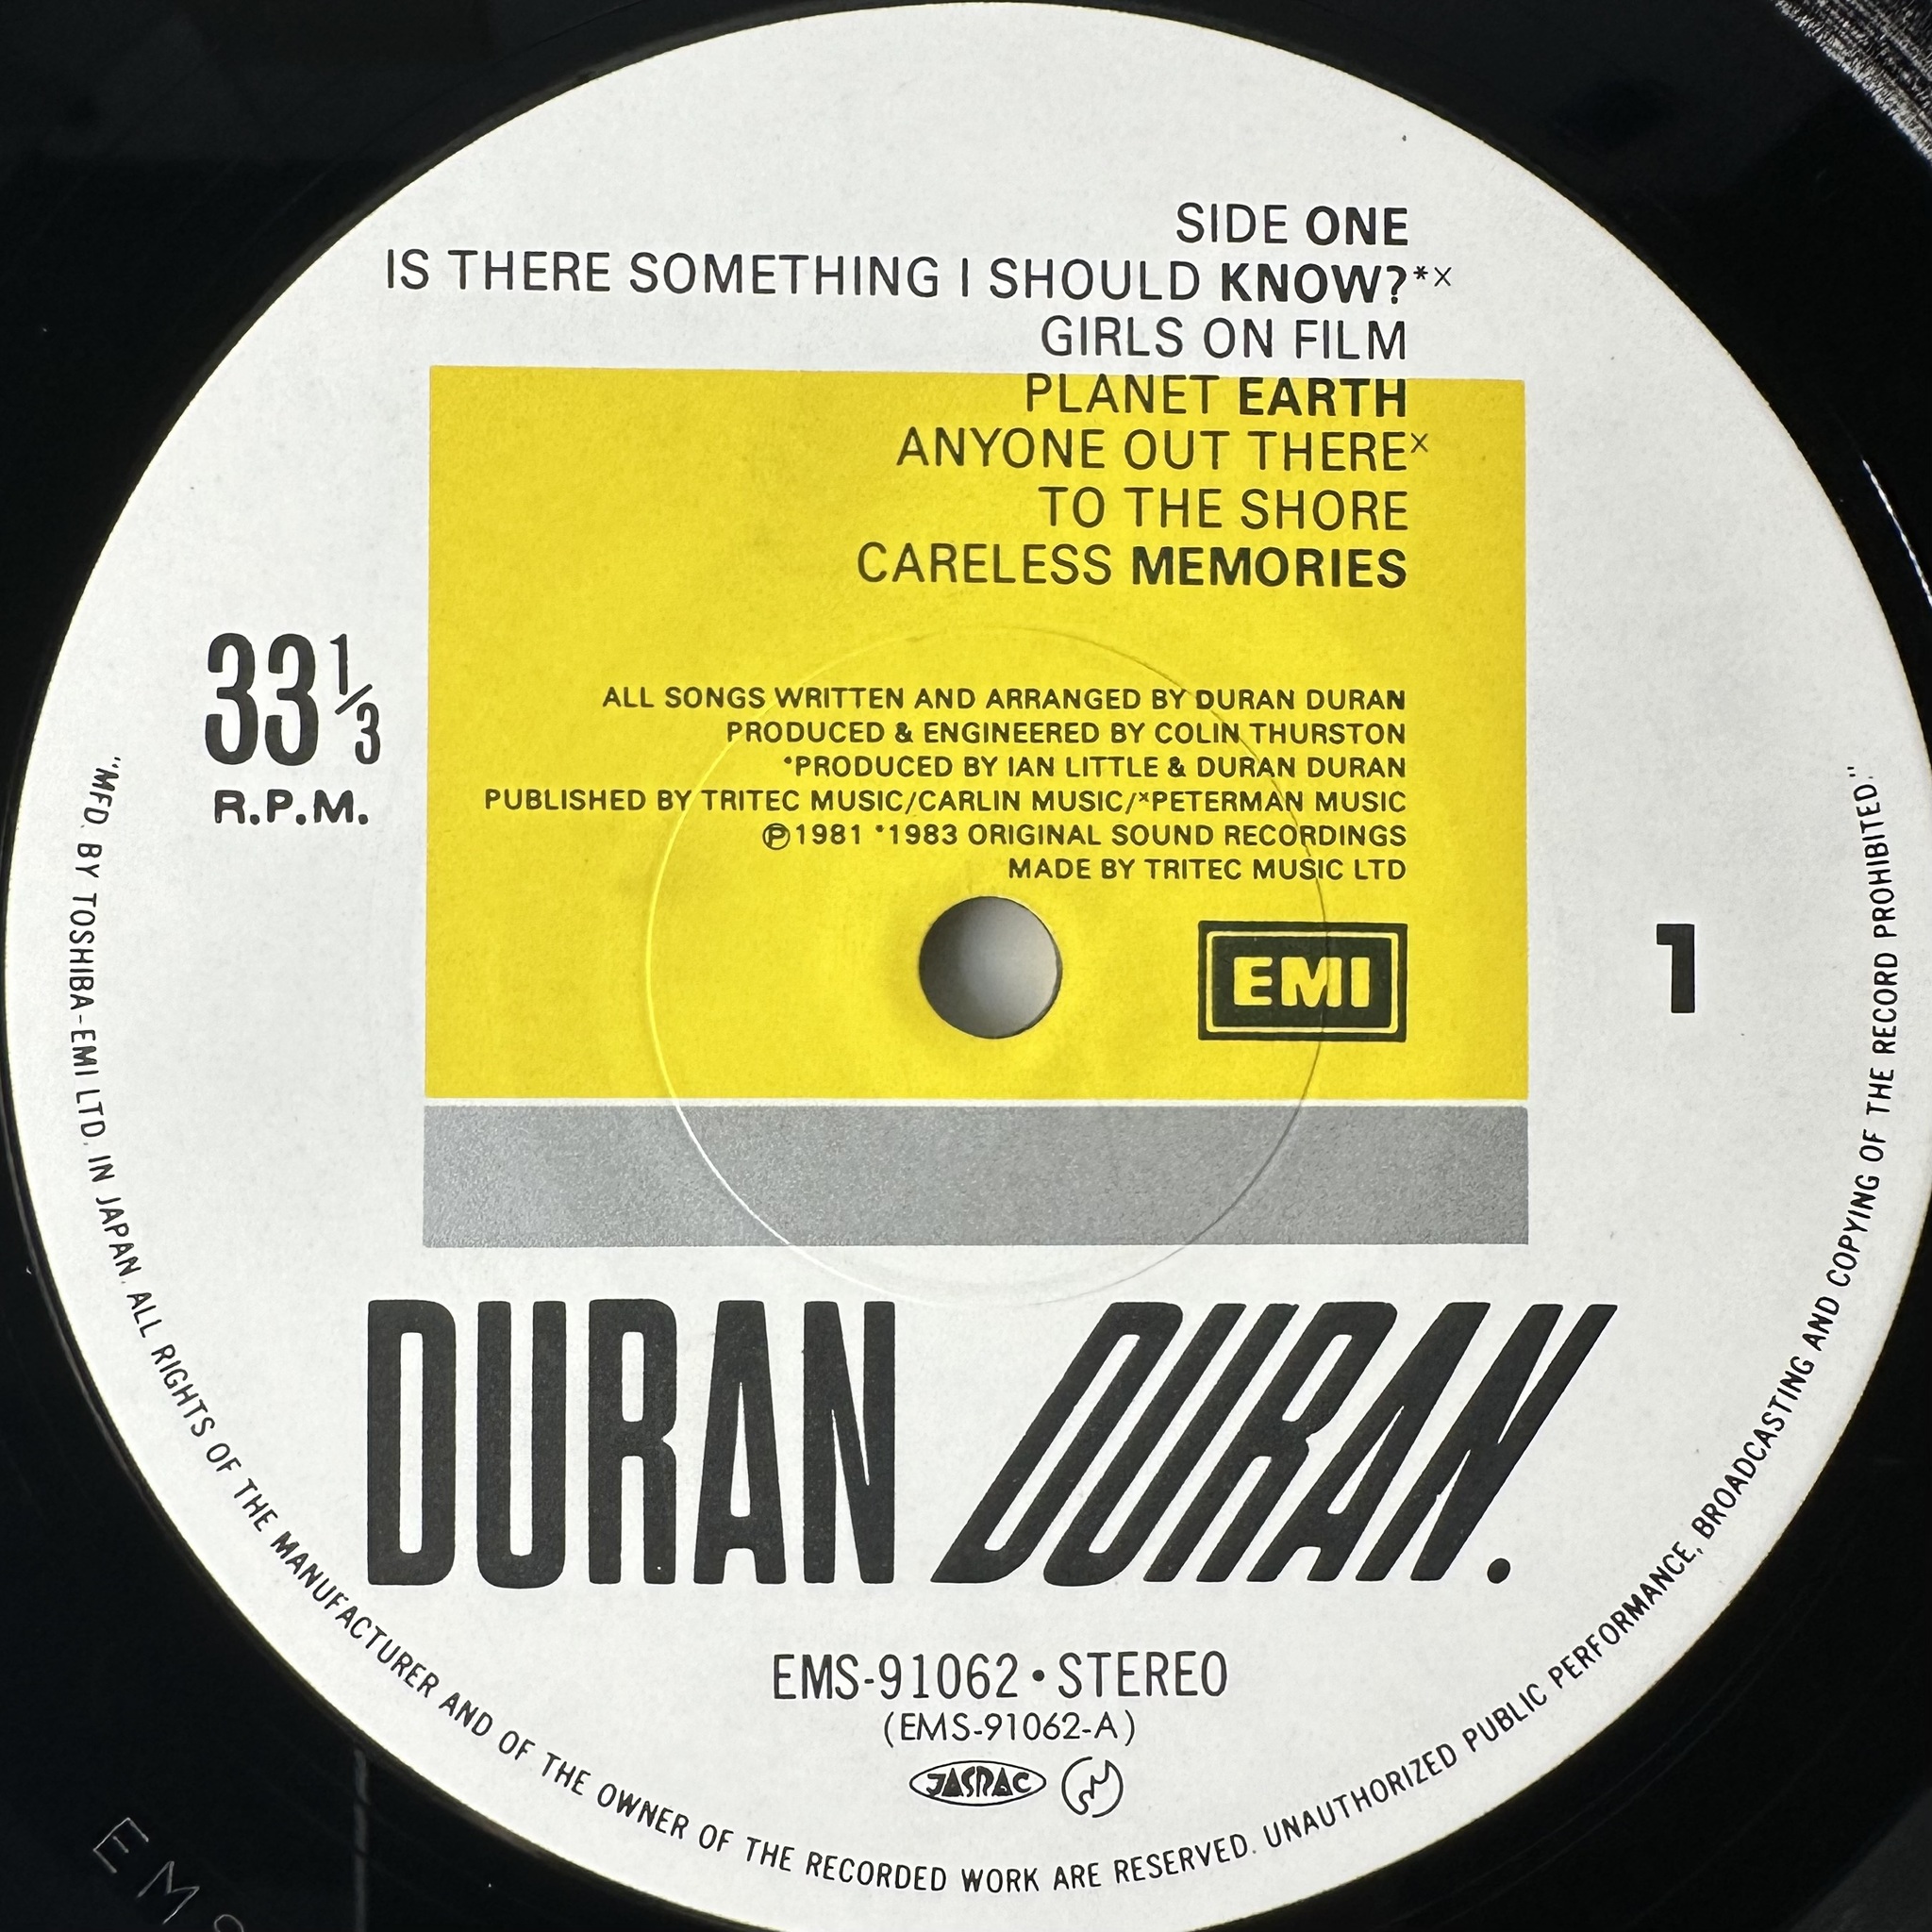 SIDE ONE
IS THERE SOMETHING I SHOULD KNOW?*×
GIRLS ON FILM
PLANET EARTH
ANYONE OUT THERE×
TO THE SHORE
CARELESS MEMORIES
33 1/3
R.P.M.
ALL SONGS WRITTEN AND ARRANGED BY DURAN DURAN
PRODUCED & ENGINEERED BY COLIN THURSTON
*PRODUCED BY IAN LITTLE & DURAN DURAN
PUBLISHED BY TRITEC MUSIC/CARLIN MUSIC/×PETERMAN MUSIC
℗1981 *1983 ORIGINAL SOUND RECORDINGS
MADE BY TRITEC MUSIC LTD
EMI
1
DURAN DURAN.
EMS-91062•STEREO
(EMS-91062-A)
JASRAC
"MFD. BY TOSHIBA-EMI LTD. IN JAPAN. ALL RIGHTS OF THE MANUFACTURER AND OF THE OWNER OF THE RECORDED WORK ARE RESERVED. UNAUTHORIZED PUBLIC PERFORMANCE, BROADCASTING AND COPYING OF THE RECORD PROHIBITED."